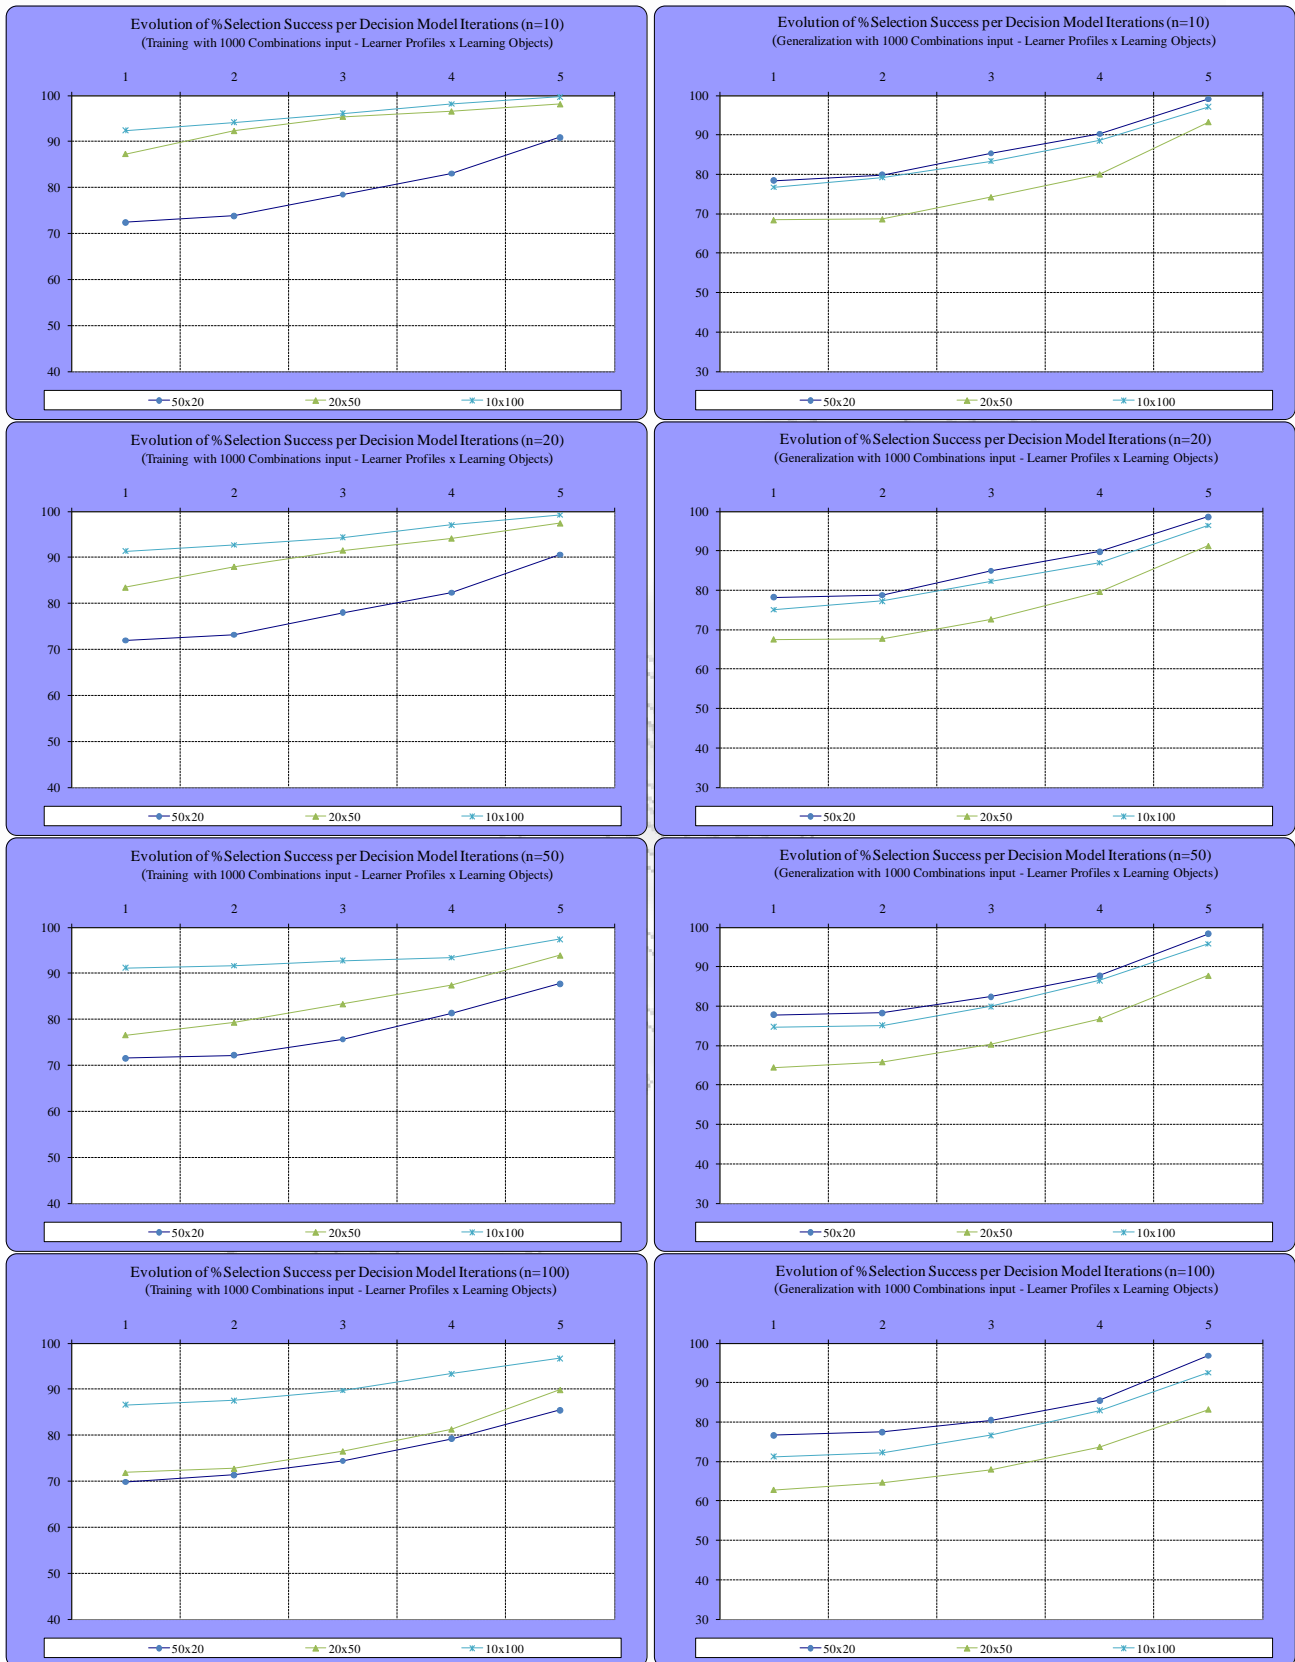 Evolution of %Selection Success per Decision Model Iterations (n=10)
(Training with 1000 Combinations input - Learner Profiles x Learning Objects)
1 2 3 4 5
100
90
80
70
60
50
40
50x20 20x50 10x100
Evolution of %Selection Success per Decision Model Iterations (n=10)
(Generalization with 1000 Combinations input - Learner Profiles x Learning Objects)
1 2 3 4 5
100
90
80
70
60
50
40
30
50x20 20x50 10x100
Evolution of %Selection Success per Decision Model Iterations (n=20)
(Training with 1000 Combinations input - Learner Profiles x Learning Objects)
1 2 3 4 5
100
90
80
70
60
50
40
50x20 20x50 10x100
Evolution of %Selection Success per Decision Model Iterations (n=20)
(Generalization with 1000 Combinations input - Learner Profiles x Learning Objects)
1 2 3 4 5
100
90
80
70
60
50
40
30
50x20 20x50 10x100
Evolution of %Selection Success per Decision Model Iterations (n=50)
(Training with 1000 Combinations input - Learner Profiles x Learning Objects)
1 2 3 4 5
100
90
80
70
60
50
40
50x20 20x50 10x100
Evolution of %Selection Success per Decision Model Iterations (n=50)
(Generalization with 1000 Combinations input - Learner Profiles x Learning Objects)
1 2 3 4 5
100
90
80
70
60
50
40
30
50x20 20x50 10x100
Evolution of %Selection Success per Decision Model Iterations (n=100)
(Training with 1000 Combinations input - Learner Profiles x Learning Objects)
1 2 3 4 5
100
90
80
70
60
50
40
50x20 20x50 10x100
Evolution of %Selection Success per Decision Model Iterations (n=100)
(Generalization with 1000 Combinations input - Learner Profiles x Learning Objects)
1 2 3 4 5
100
90
80
70
60
50
40
30
50x20 20x50 10x100